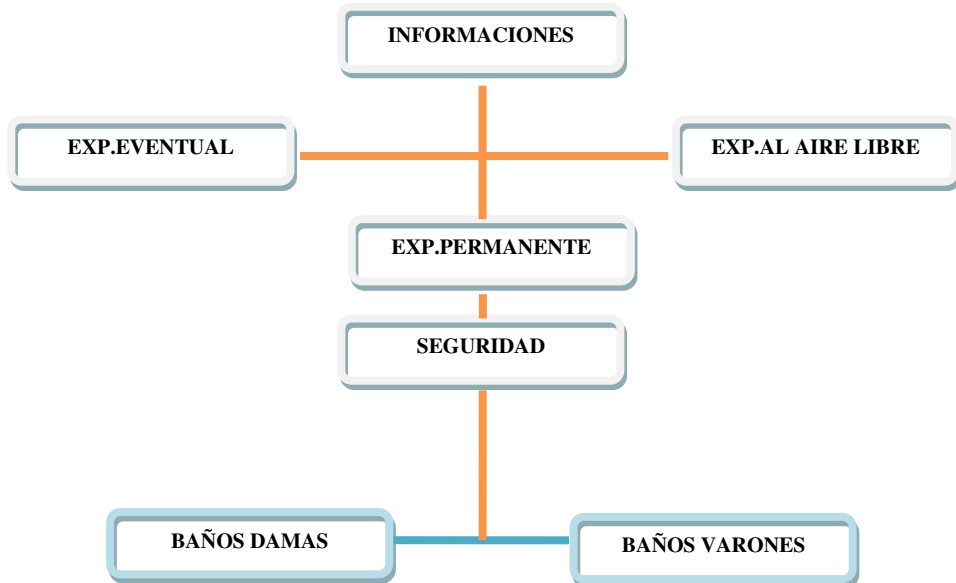 INFORMACIONES
EXP.EVENTUAL
EXP.AL AIRE LIBRE
EXP.PERMANENTE
SEGURIDAD
BAÑOS DAMAS
BAÑOS VARONES